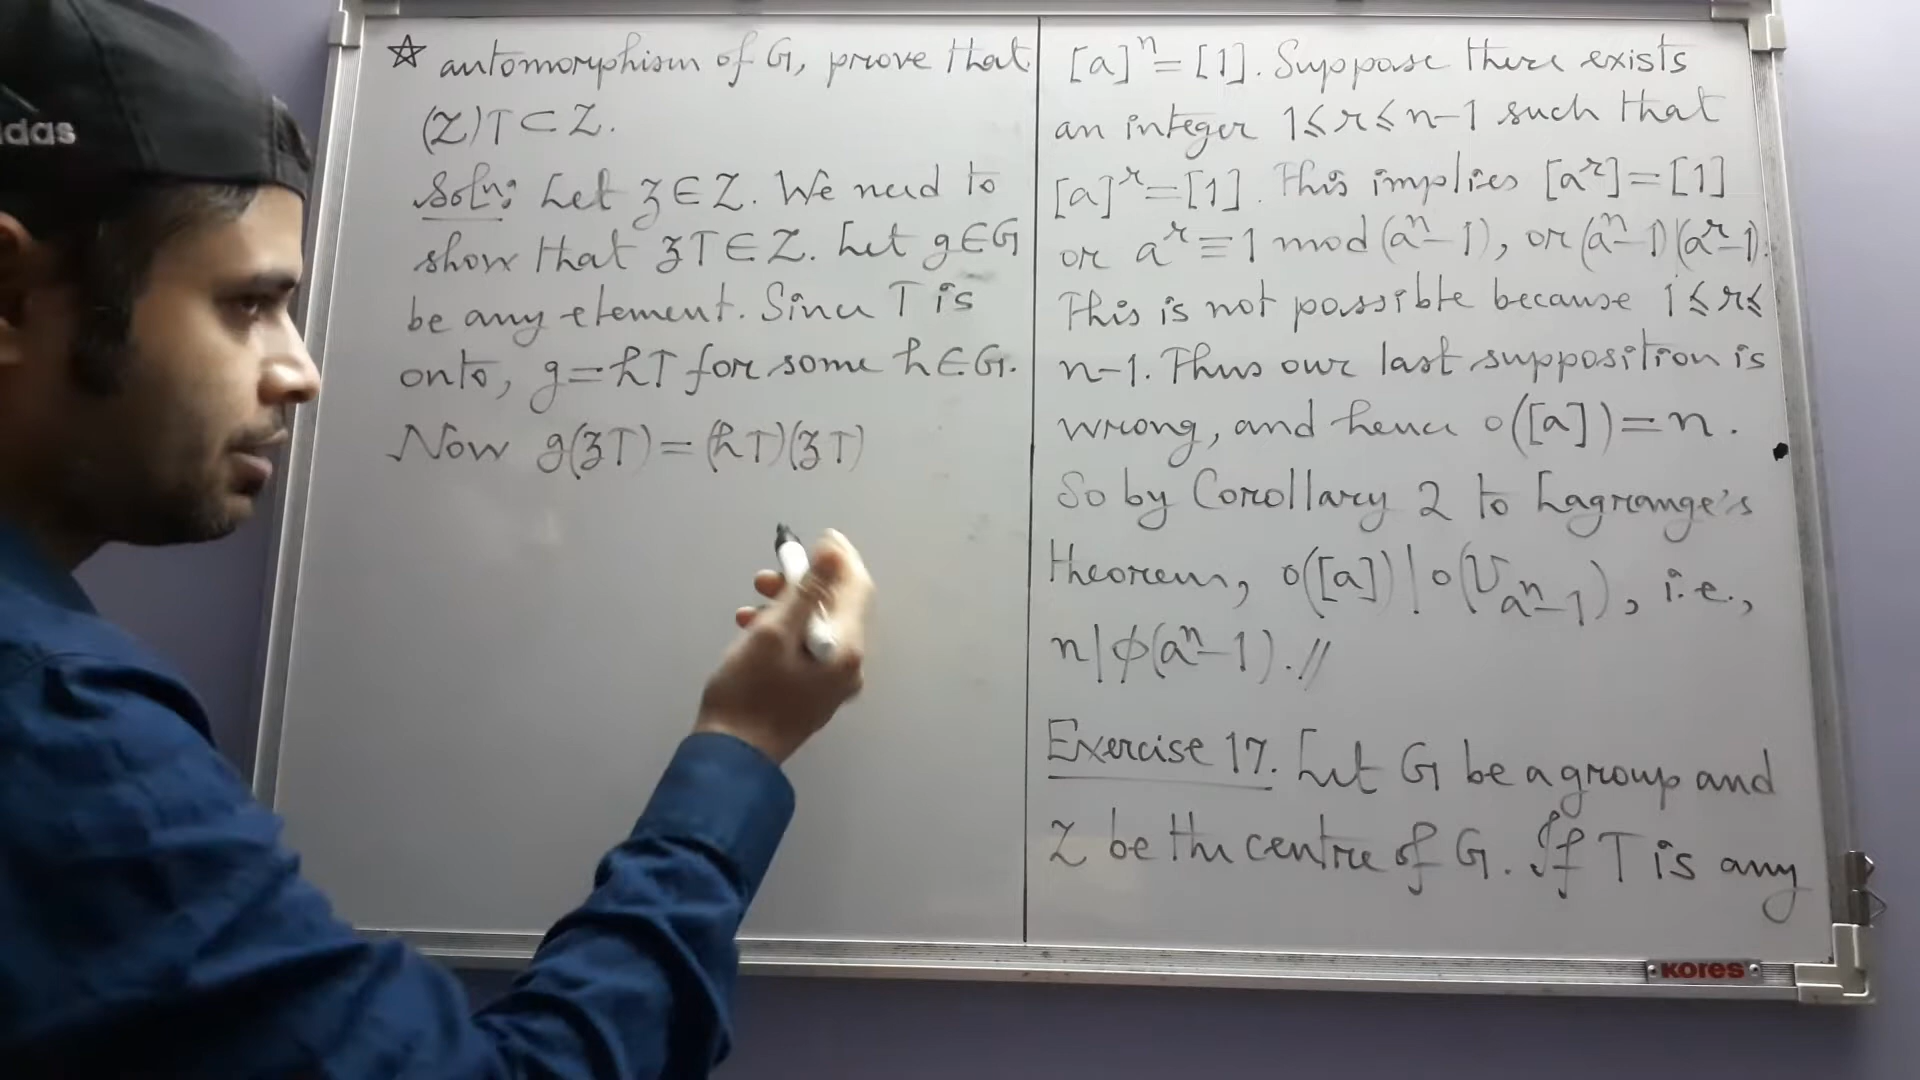 ☆ automorphism of G, prove that
(Z)T ⊂ Z.
Soln: Let z ∈ Z. We need to
show that zT ∈ Z. Let g ∈ G
be any element. Since T is
onto, g = hT for some h ∈ G.
Now g(zT) = (hT)(zT)
[a]ⁿ = [1]. Suppose there exists
an integer 1 ≤ r ≤ n-1 such that
[a]ʳ = [1]. This implies [aʳ] = [1]
or aʳ ≡ 1 mod (aⁿ-1), or (aⁿ-1)|(aʳ-1).
This is not possible because 1 ≤ r ≤
n-1. Thus our last supposition is
wrong, and hence o([a]) = n.
So by Corollary 2 to Lagrange's
theorem, o([a]) | o(U_{aⁿ-1}), i.e.,
n | φ(aⁿ-1). //
Exercise 17. Let G be a group and
Z be the centre of G. If T is any
KORES
idas